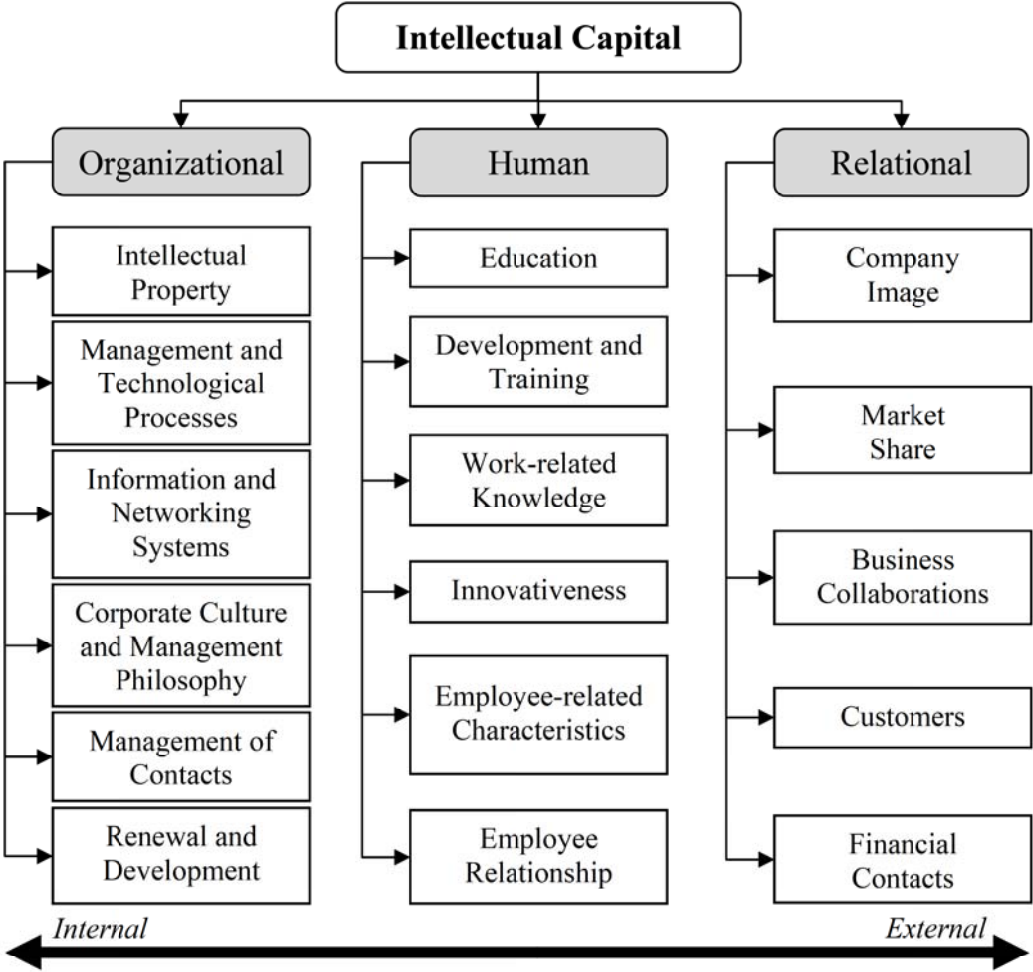 Intellectual Capital
Organizational
Intellectual
Property
Management and
Technological
Processes
Information and
Networking
Systems
Corporate Culture
and Management
Philosophy
Management of
Contacts
Renewal and
Development
Human
Education
Development and
Training
Work-related
Knowledge
Innovativeness
Employee-related
Characteristics
Employee
Relationship
Relational
Company
Image
Market
Share
Business
Collaborations
Customers
Financial
Contacts
Internal
External